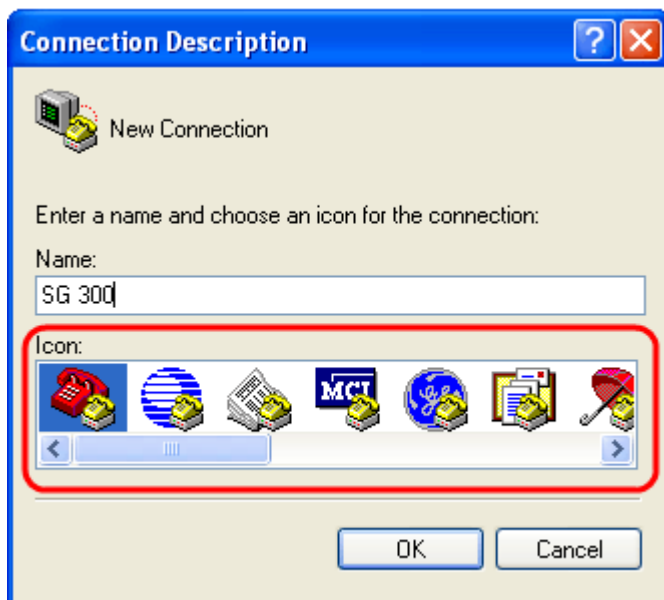 Connection Description
New Connection
Enter a name and choose an icon for the connection:
Name:
SG 300
Icon:
MCI
OK Cancel